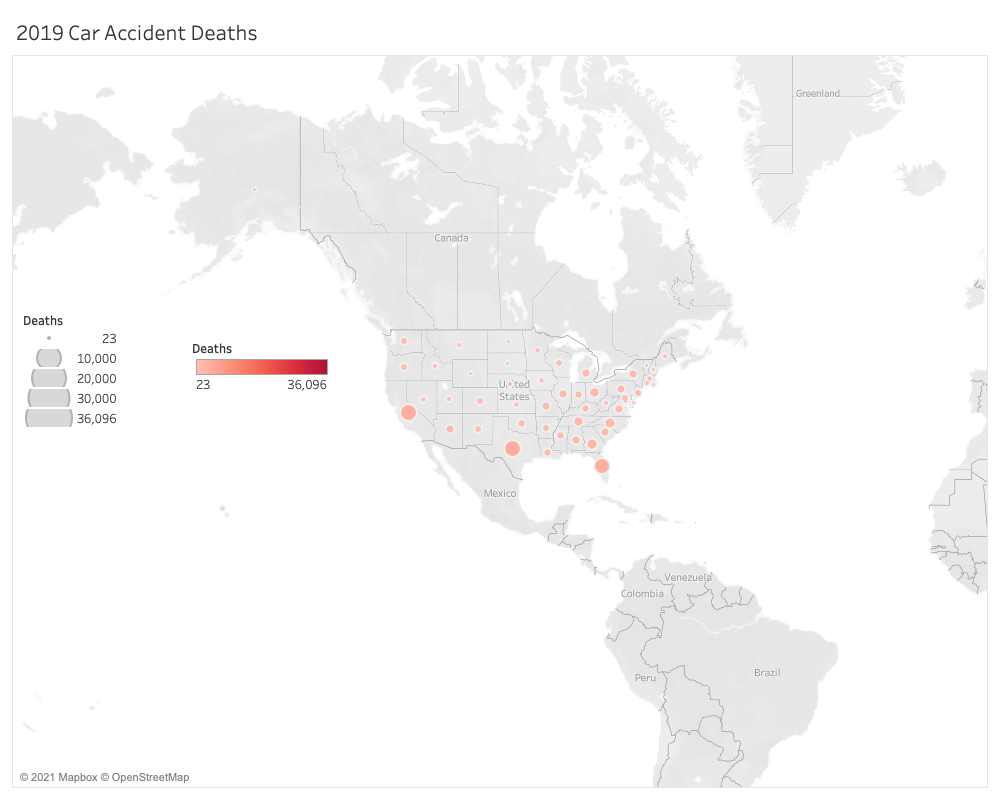 2019 Car Accident Deaths
Greenland
Canada
Deaths
23
10,000
20,000
30,000
36,096
Deaths
23 36,096
United
States
Mexico
Venezuela
Colombia
Peru
Brazil
© 2021 Mapbox © OpenStreetMap